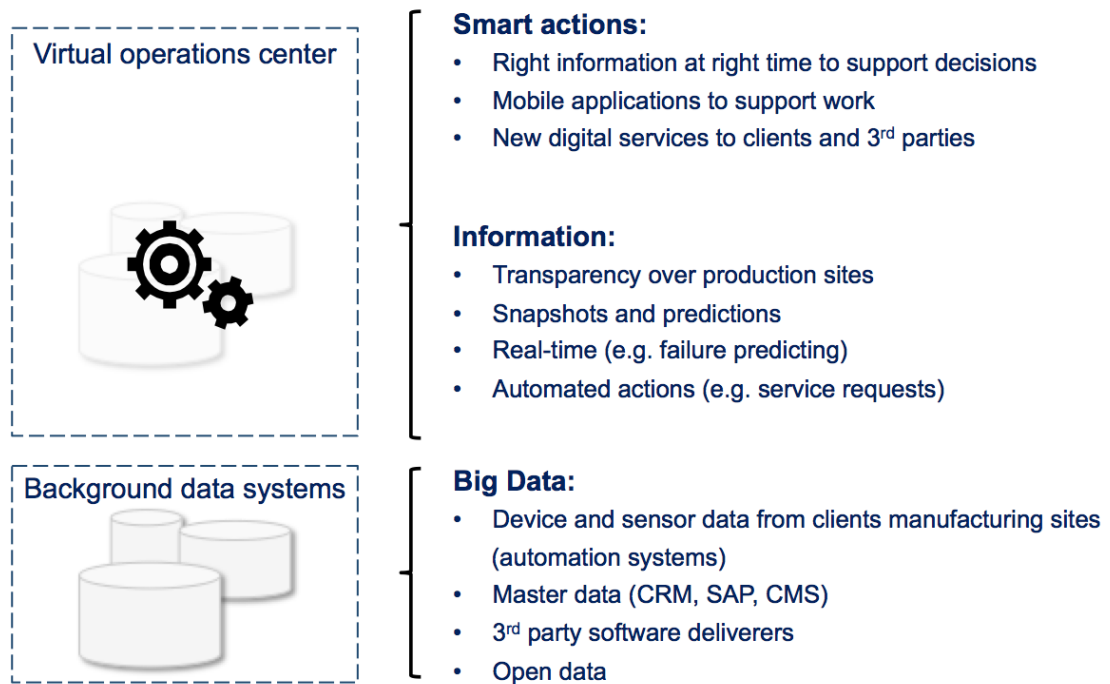 Virtual operations center
Smart actions:
• Right information at right time to support decisions
• Mobile applications to support work
• New digital services to clients and 3rd parties
Information:
• Transparency over production sites
• Snapshots and predictions
• Real-time (e.g. failure predicting)
• Automated actions (e.g. service requests)
Background data systems
Big Data:
• Device and sensor data from clients manufacturing sites
(automation systems)
• Master data (CRM, SAP, CMS)
• 3rd party software deliverers
• Open data